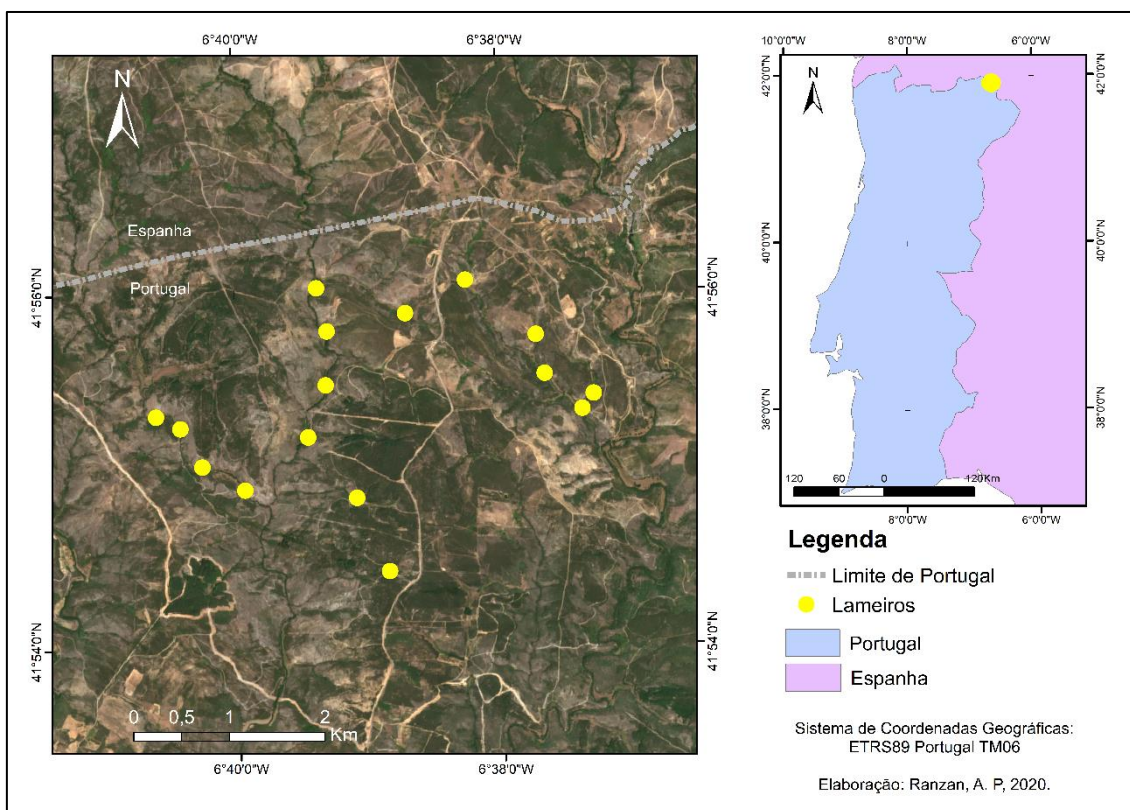 6°40'0"W
6°38'0"W
N
Espanha
Portugal
41°56'0"N
41°56'0"N
41°54'0"N
41°54'0"N
0
0,5
1
2
Km
6°40'0"W
6°38'0"W
10°0'0"W
8°0'0"W
6°0'0"W
N
42°0'0"N
42°0'0"N
40°0'0"N
40°0'0"N
38°0'0"N
38°0'0"N
120
60
0
120Km
8°0'0"W
6°0'0"W
Legenda
Limite de Portugal
Lameiros
Portugal
Espanha
Sistema de Coordenadas Geográficas:
ETRS89 Portugal TM06
Elaboração: Ranzan, A. P, 2020.